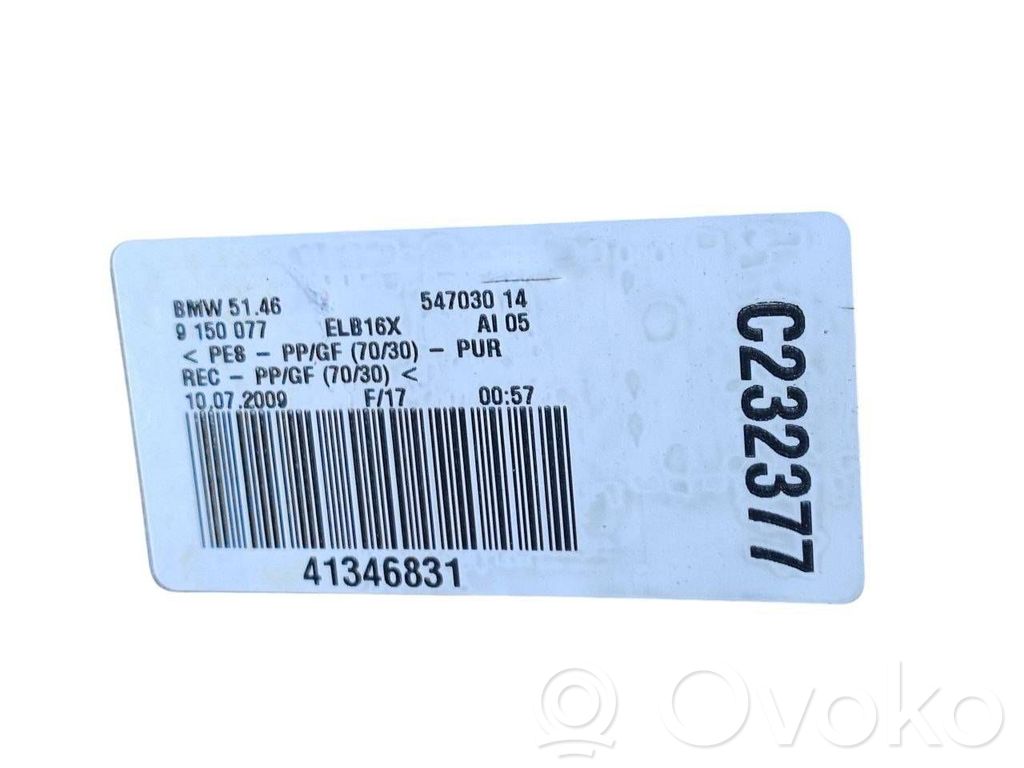 BMW 51.46 547030 14
9 150 077 ELB16X AI 05
< PES - PP/GF (70/30) - PUR
REC - PP/GF (70/30) <
10.07.2009 F/17 00:57
41346831
C232377
Ovoko